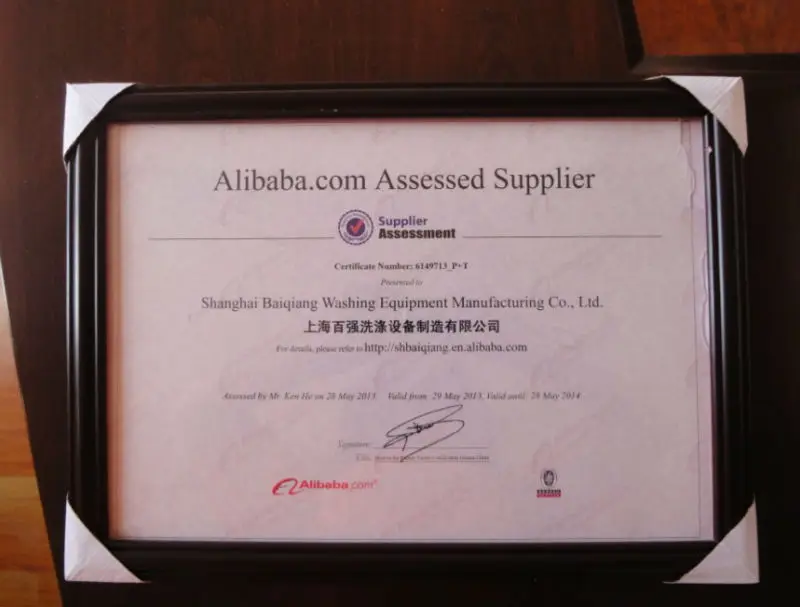 Alibaba.com Assessed Supplier
Supplier
Assessment
Certificate Number: 6149713_P+T
Presented to
Shanghai Baiqiang Washing Equipment Manufacturing Co., Ltd.
上海百强洗涤设备制造有限公司
For details, please refer to http://shbaiqiang.en.alibaba.com
Assessed by Mr. Ken He on 28 May 2013 Valid from 29 May 2013, Valid until 28 May 2014
Signature:
Alibaba.com®